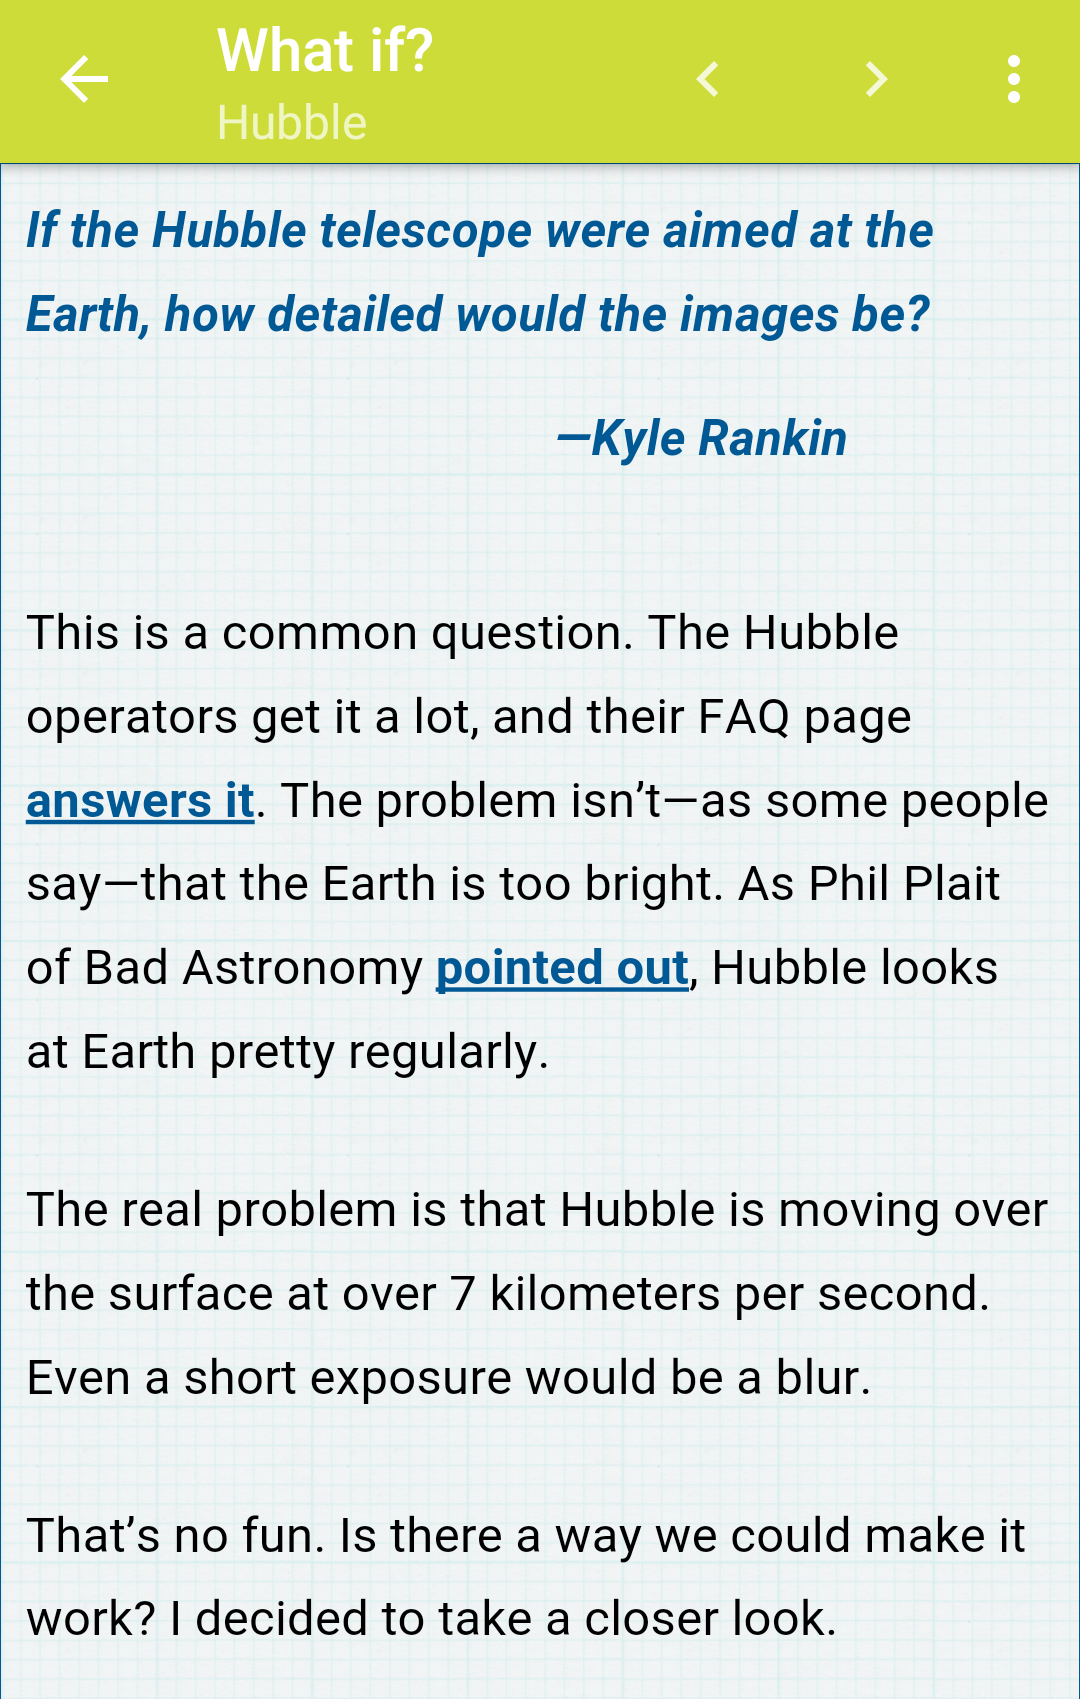 What if?
Hubble
If the Hubble telescope were aimed at the
Earth, how detailed would the images be?
—Kyle Rankin
This is a common question. The Hubble
operators get it a lot, and their FAQ page
answers it. The problem isn’t—as some people
say—that the Earth is too bright. As Phil Plait
of Bad Astronomy pointed out, Hubble looks
at Earth pretty regularly.
The real problem is that Hubble is moving over
the surface at over 7 kilometers per second.
Even a short exposure would be a blur.
That’s no fun. Is there a way we could make it
work? I decided to take a closer look.